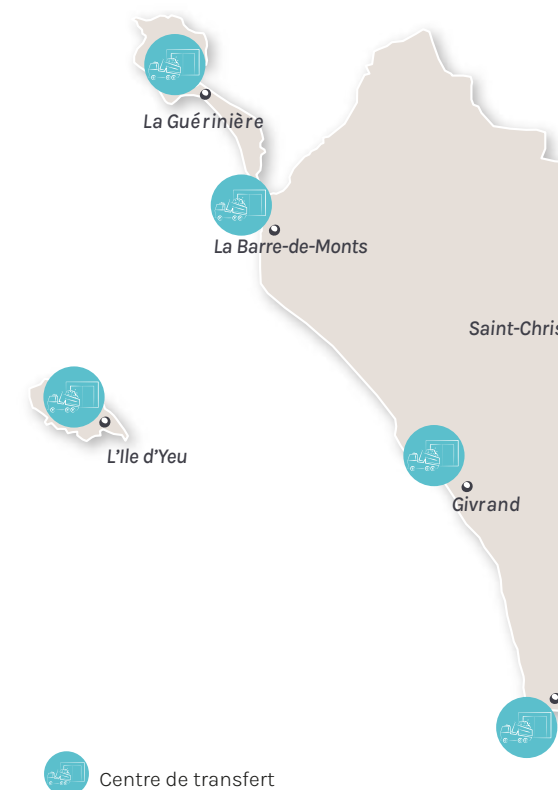 La Guérinière
La Barre-de-Monts
Saint-Chris
L'Ile d'Yeu
Givrand
Centre de transfert